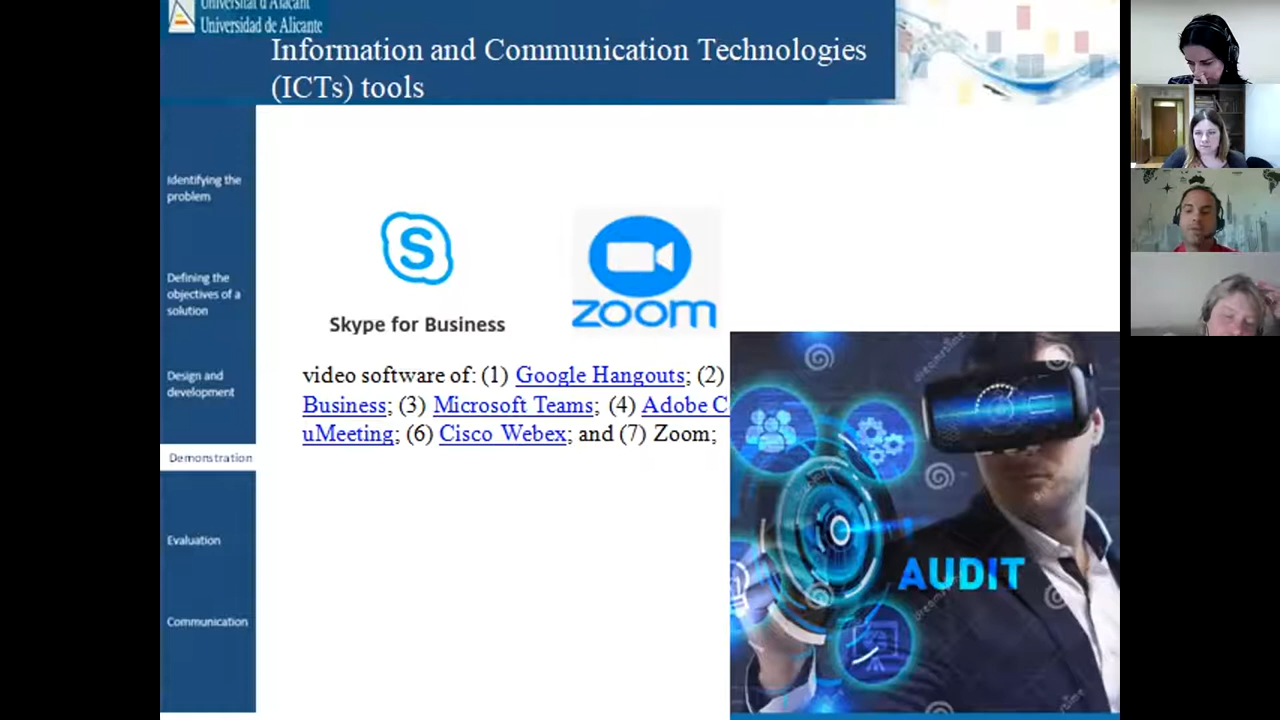 Universitat d'Alacant
Universidad de Alicante
Information and Communication Technologies
(ICTs) tools
Identifying the
problem
Defining the
objectives of a
solution
Design and
development
Demonstration
Evaluation
Communication
S
Skype for Business
zoom
video software of: (1) Google Hangouts; (2)
Business; (3) Microsoft Teams; (4) Adobe C
uMeeting; (6) Cisco Webex; and (7) Zoom;
AUDIT
dreamstime
dreamstime